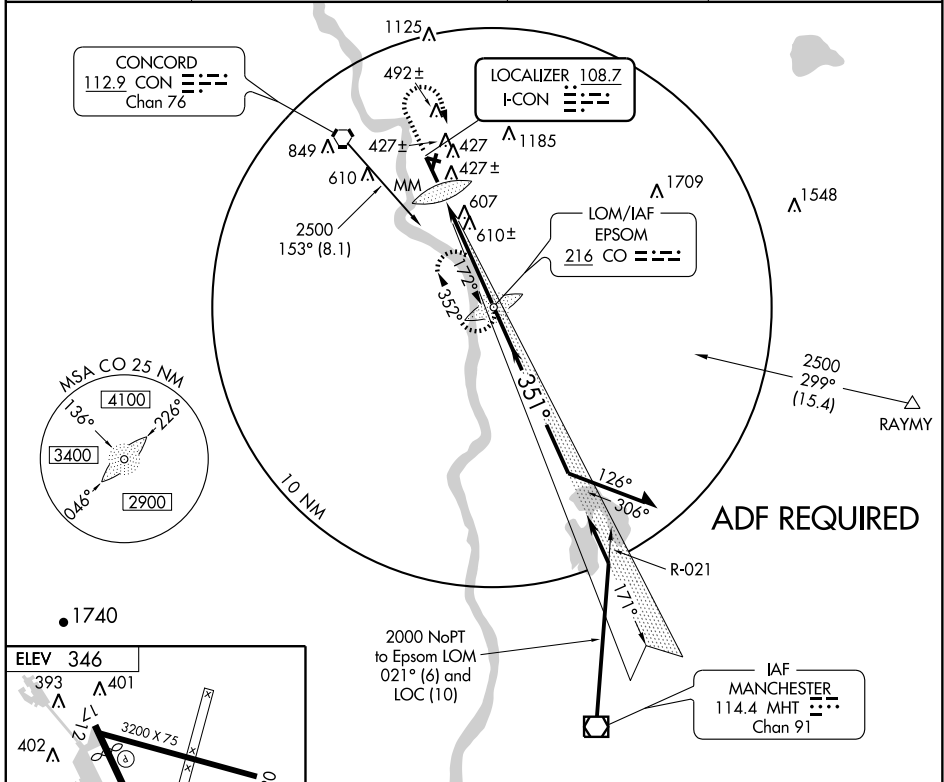 1125
CONCORD
112.9 CON
Chan 76
492±
LOCALIZER 108.7
I-CON
849
427±
427
1185
610
MM
427±
1709
1548
607
610±
2500
153° (8.1)
LOM/IAF
EPSOM
216 CO
172°
352°
MSA CO 25 NM
136°
4100
226°
3400
046°
2900
351°
2500
299°
(15.4)
RAYMY
10 NM
126°
306°
ADF REQUIRED
R-021
171°
1740
2000 NoPT
to Epsom LOM
021° (6) and
LOC (10)
IAF
MANCHESTER
114.4 MHT
Chan 91
ELEV 346
393
401
17
12
3200 X 75
402
P
X
X
X